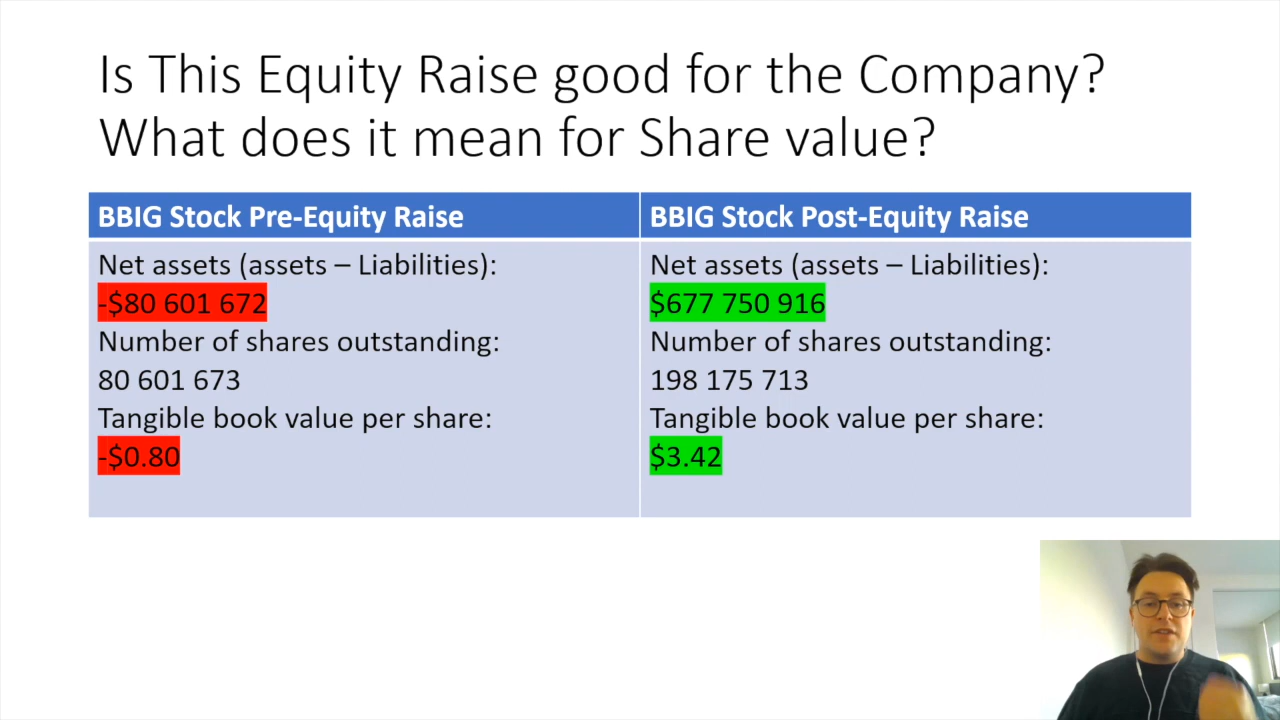 Is This Equity Raise good for the Company?
What does it mean for Share value?
BBIG Stock Pre-Equity Raise
Net assets (assets – Liabilities):
-$80 601 672
Number of shares outstanding:
80 601 673
Tangible book value per share:
-$0.80
BBIG Stock Post-Equity Raise
Net assets (assets – Liabilities):
$677 750 916
Number of shares outstanding:
198 175 713
Tangible book value per share:
$3.42